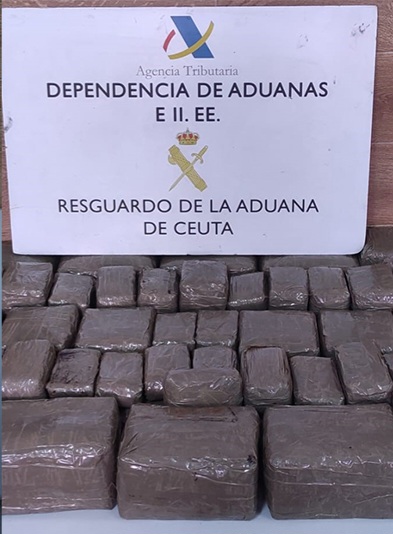 Agencia Tributaria
DEPENDENCIA DE ADUANAS
E II. EE.
RESGUARDO DE LA ADUANA
DE CEUTA